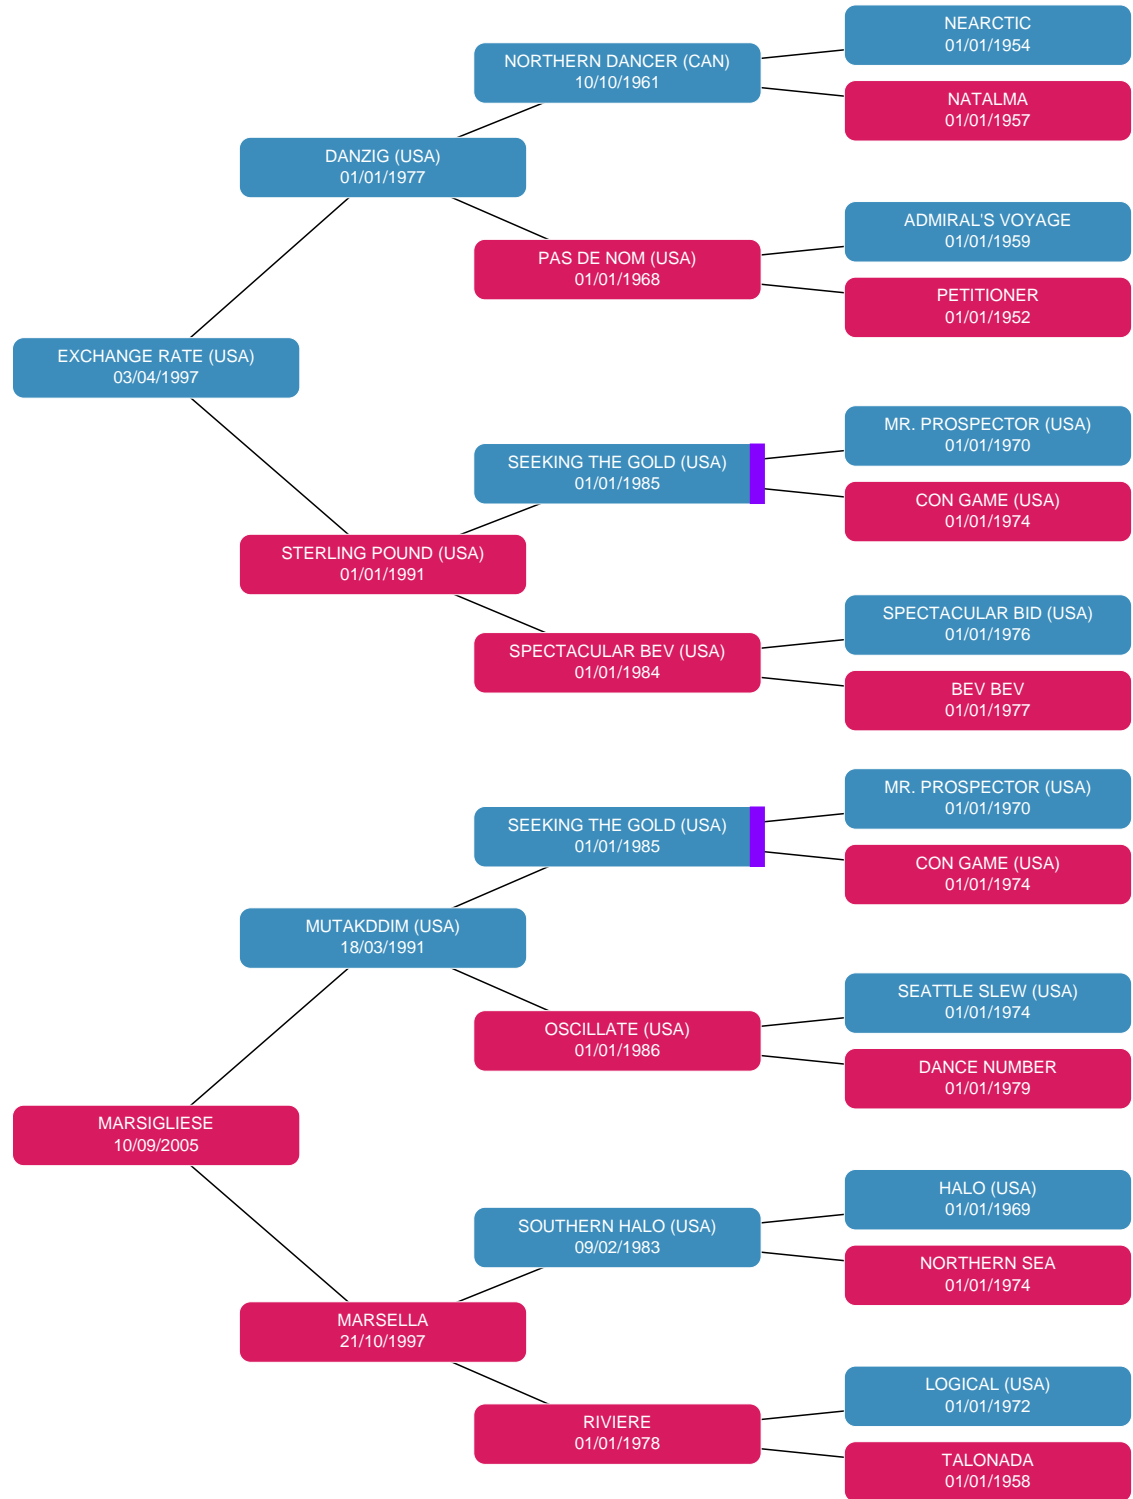 NEARCTIC
01/01/1954
NORTHERN DANCER (CAN)
10/10/1961
NATALMA
01/01/1957
DANZIG (USA)
01/01/1977
ADMIRAL'S VOYAGE
01/01/1959
PAS DE NOM (USA)
01/01/1968
PETITIONER
01/01/1952
EXCHANGE RATE (USA)
03/04/1997
MR. PROSPECTOR (USA)
01/01/1970
SEEKING THE GOLD (USA)
01/01/1985
CON GAME (USA)
01/01/1974
STERLING POUND (USA)
01/01/1991
SPECTACULAR BID (USA)
01/01/1976
SPECTACULAR BEV (USA)
01/01/1984
BEV BEV
01/01/1977
MR. PROSPECTOR (USA)
01/01/1970
SEEKING THE GOLD (USA)
01/01/1985
CON GAME (USA)
01/01/1974
MUTAKDDIM (USA)
18/03/1991
SEATTLE SLEW (USA)
01/01/1974
OSCILLATE (USA)
01/01/1986
DANCE NUMBER
01/01/1979
MARSIGLIESE
10/09/2005
HALO (USA)
01/01/1969
SOUTHERN HALO (USA)
09/02/1983
NORTHERN SEA
01/01/1974
MARSELLA
21/10/1997
LOGICAL (USA)
01/01/1972
RIVIERE
01/01/1978
TALONADA
01/01/1958